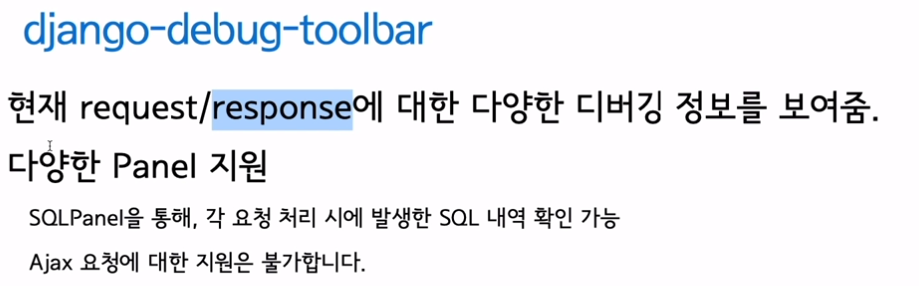 django-debug-toolbar
현재 request/response에 대한 다양한 디버깅 정보를 보여줌.
다양한 Panel 지원
SQLPanel을 통해, 각 요청 처리 시에 발생한 SQL 내역 확인 가능
Ajax 요청에 대한 지원은 불가합니다.